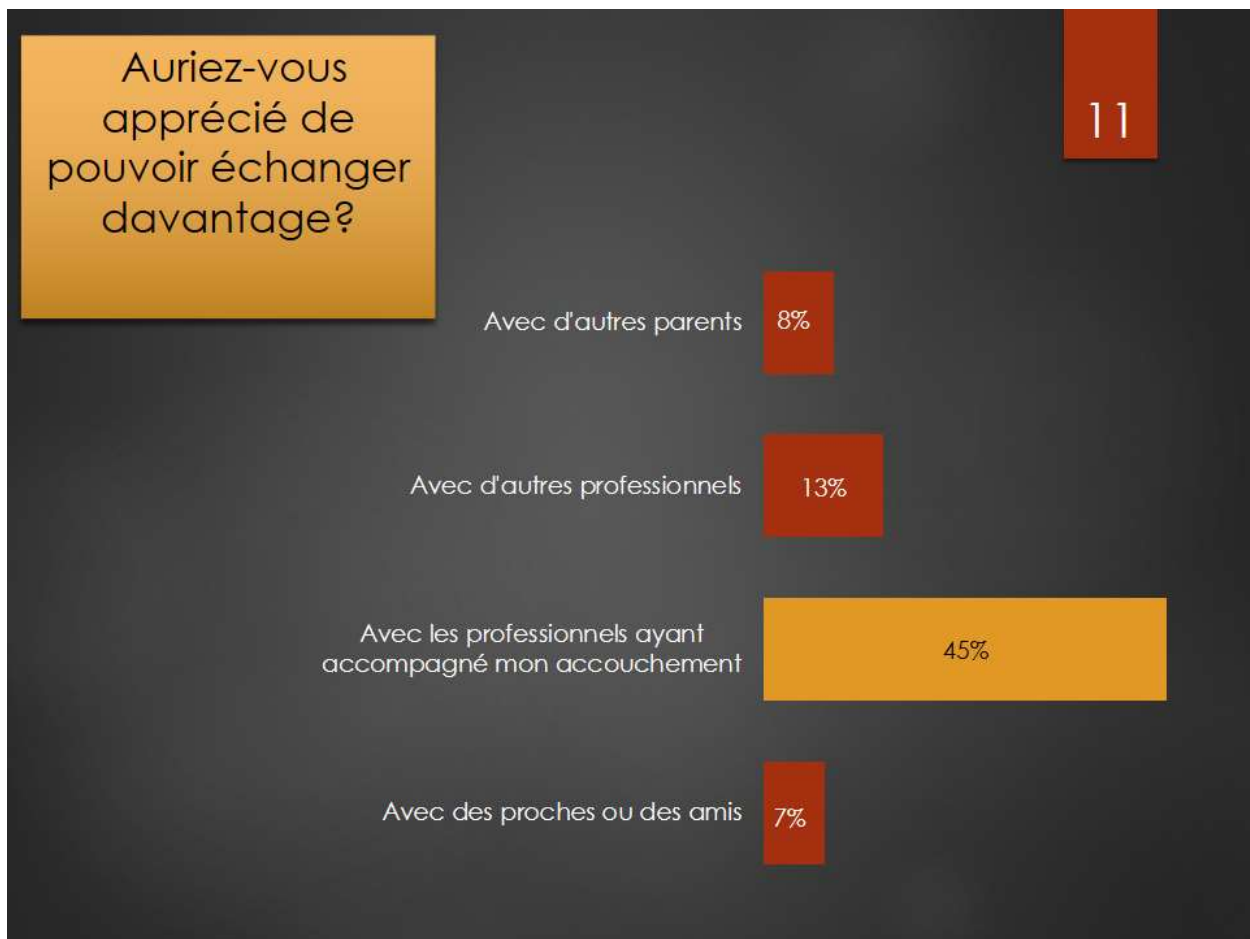 Auriez-vous
apprécié de
pouvoir échanger
davantage?
11
Avec d'autres parents
8%
Avec d'autres professionnels
13%
Avec les professionnels ayant
accompagné mon accouchement
45%
Avec des proches ou des amis
7%